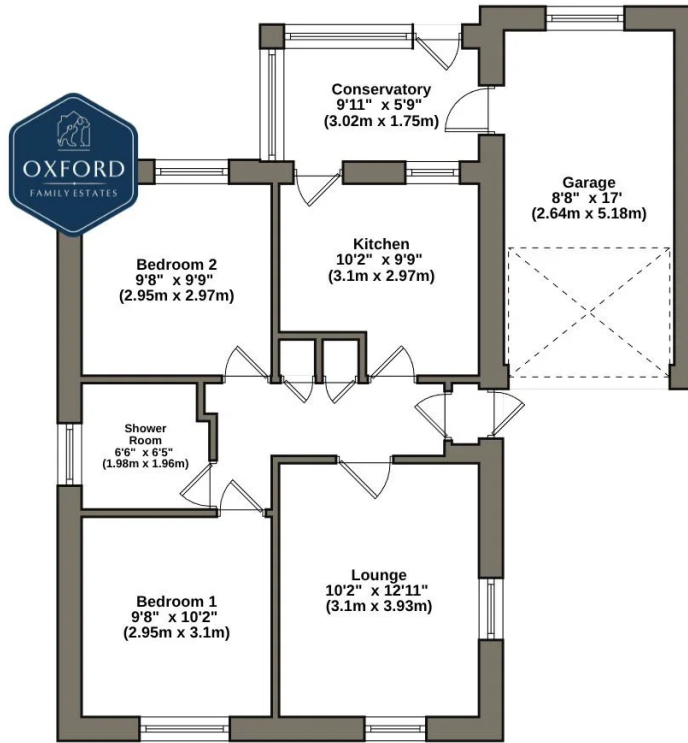 Conservatory
9'11" x 5'9"
(3.02m x 1.75m)
OXFORD
FAMILY ESTATES
Garage
8'8" x 17'
(2.64m x 5.18m)
Bedroom 2
9'8" x 9'9"
(2.95m x 2.97m)
Kitchen
10'2" x 9'9"
(3.1m x 2.97m)
Shower
Room
6'6" x 6'5"
(1.98m x 1.96m)
Lounge
10'2" x 12'11"
(3.1m x 3.93m)
Bedroom 1
9'8" x 10'2"
(2.95m x 3.1m)